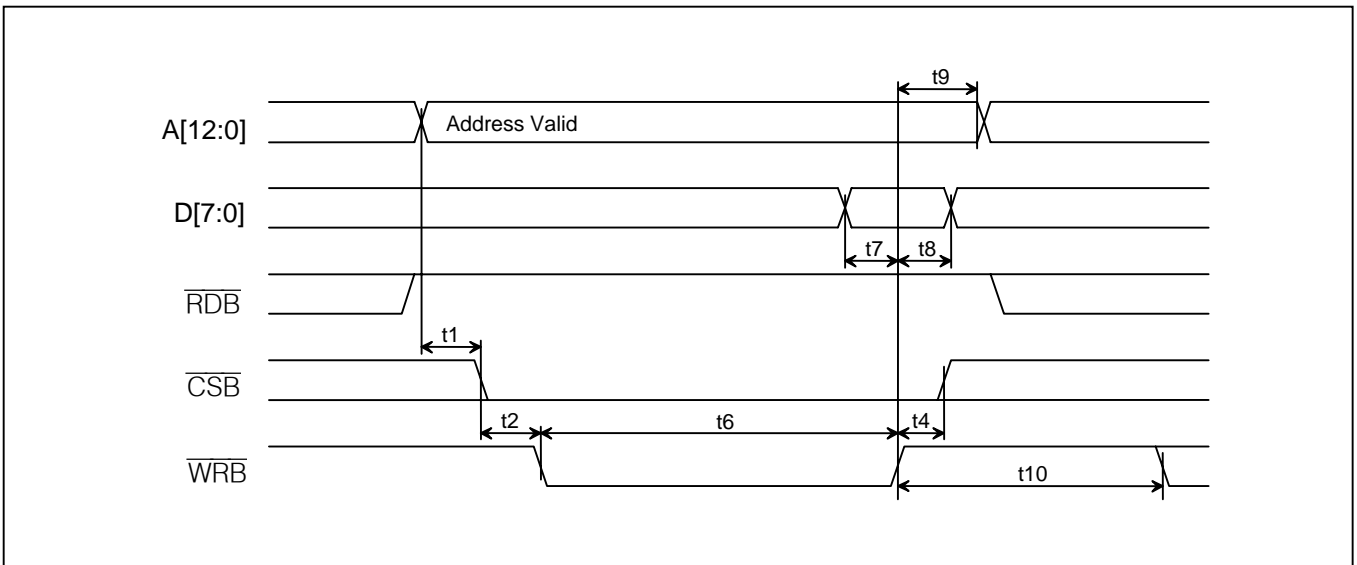 t9
A[12:0]
Address Valid
D[7:0]
t7
t8
RDB
t1
CSB
t2
t6
t4
WRB
t10